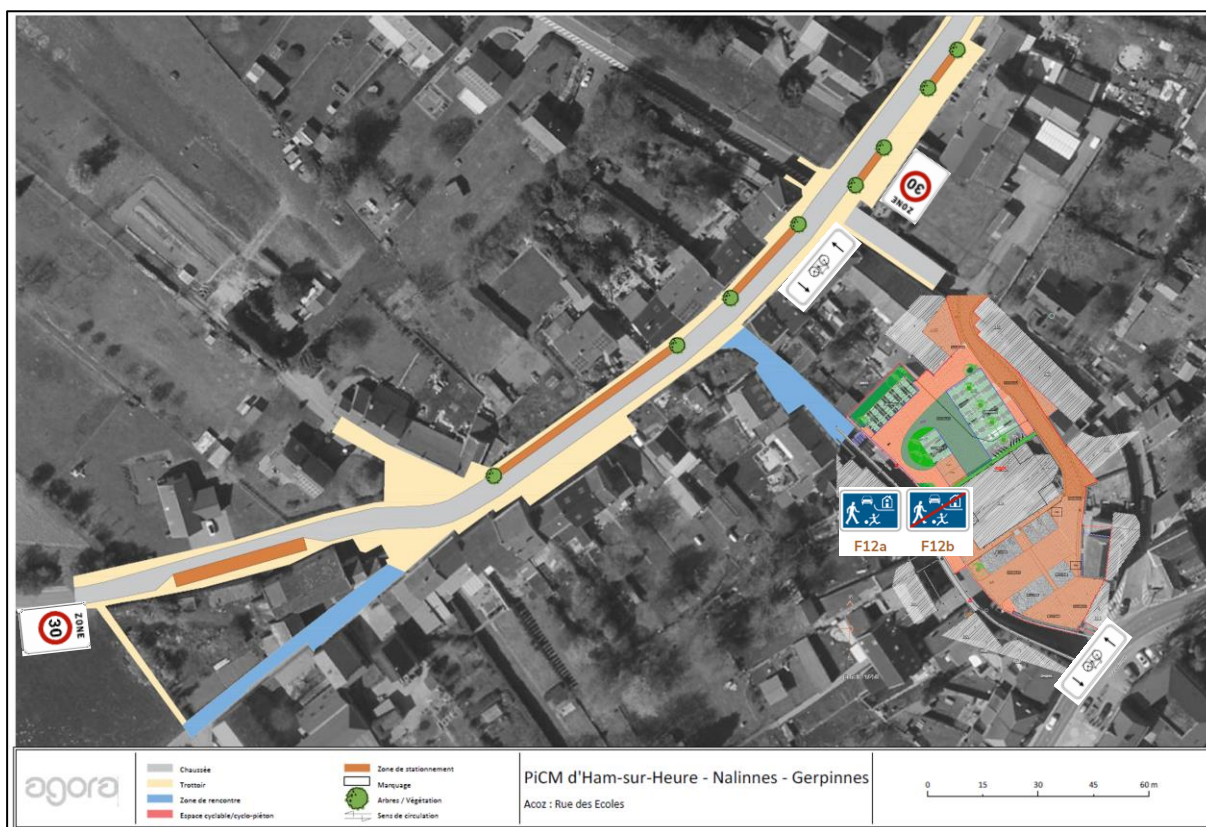 30
ZONE
F12a
F12b
ZONE
30
agora
Chaussée
Trottoir
Zone de rencontre
Espace cyclable/cyclo-piéton
Zone de stationnement
Marquage
Arbres / Végétation
Sens de circulation
PiCM d'Ham-sur-Heure - Nalinnes - Gerpinnes
Acoz : Rue des Ecoles
0 15 30 45 60 m